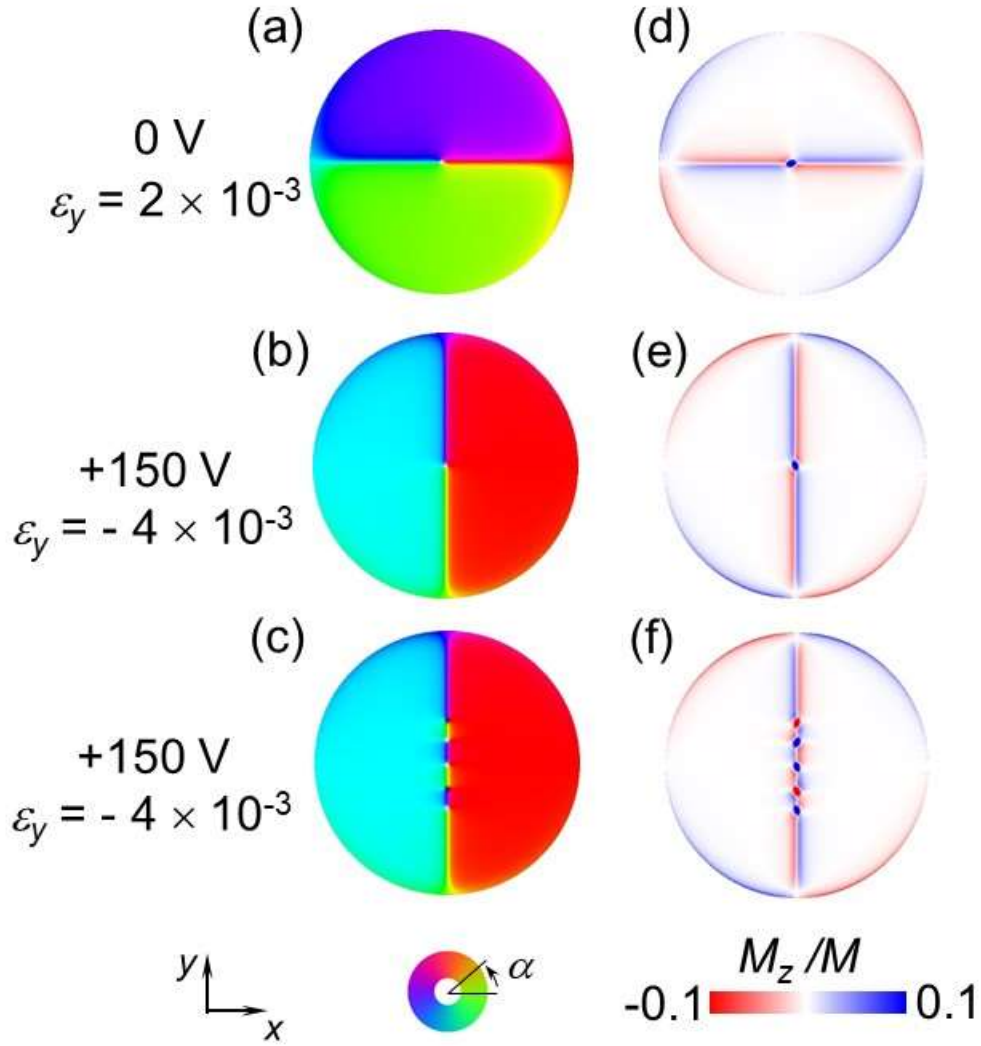 (a)
(d)
0 V
εy = 2 × 10-3
(b)
(e)
+150 V
εy = - 4 × 10-3
(c)
(f)
+150 V
εy = - 4 × 10-3
y
x
α
Mz /M
-0.1
0.1